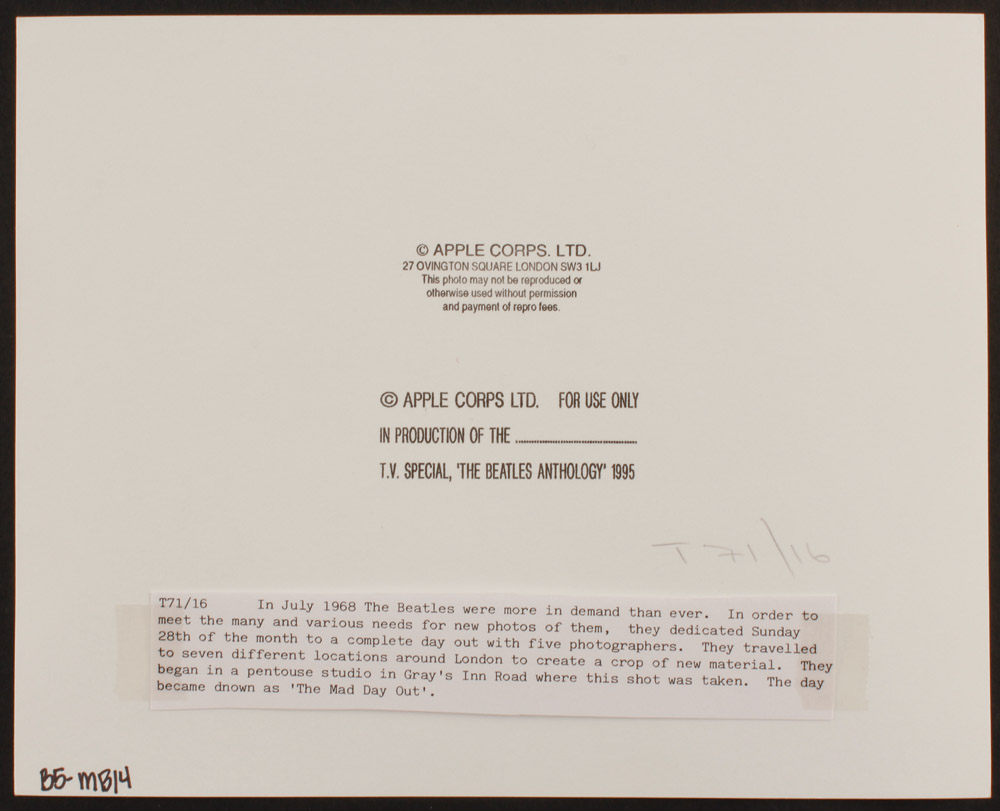 © APPLE CORPS. LTD.
27 OVINGTON SQUARE LONDON SW3 1LJ
This photo may not be reproduced or
otherwise used without permission
and payment of repro fees.
© APPLE CORPS LTD. FOR USE ONLY
IN PRODUCTION OF THE ........................................
T.V. SPECIAL, 'THE BEATLES ANTHOLOGY' 1995
T 71/16
T71/16 In July 1968 The Beatles were more in demand than ever. In order to
meet the many and various needs for new photos of them, they dedicated Sunday
28th of the month to a complete day out with five photographers. They travelled
to seven different locations around London to create a crop of new material. They
began in a pentouse studio in Gray's Inn Road where this shot was taken. The day
became dnown as 'The Mad Day Out'.
B5-MB14